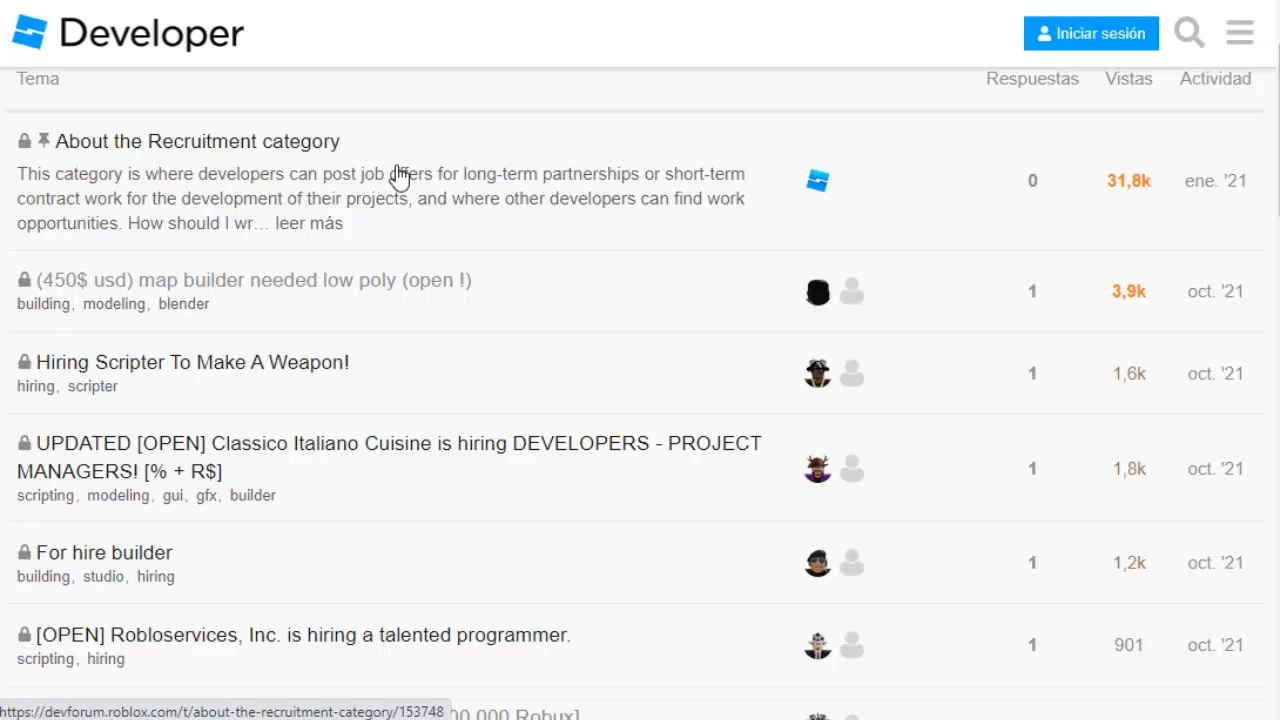 Developer
Iniciar sesión
Tema Respuestas Vistas Actividad
About the Recruitment category
This category is where developers can post job offers for long-term partnerships or short-term
contract work for the development of their projects, and where other developers can find work
opportunities. How should I wr... leer más
0 31,8k ene. '21
(450$ usd) map builder needed low poly (open !)
building, modeling, blender
1 3,9k oct. '21
Hiring Scripter To Make A Weapon!
hiring, scripter
1 1,6k oct. '21
UPDATED [OPEN] Classico Italiano Cuisine is hiring DEVELOPERS - PROJECT
MANAGERS! [% + R$]
scripting, modeling, gui, gfx, builder
1 1,8k oct. '21
For hire builder
building, studio, hiring
1 1,2k oct. '21
[OPEN] Robloservices, Inc. is hiring a talented programmer.
scripting, hiring
1 901 oct. '21
https://devforum.roblox.com/t/about-the-recruitment-category/153748
00.000 Robux]